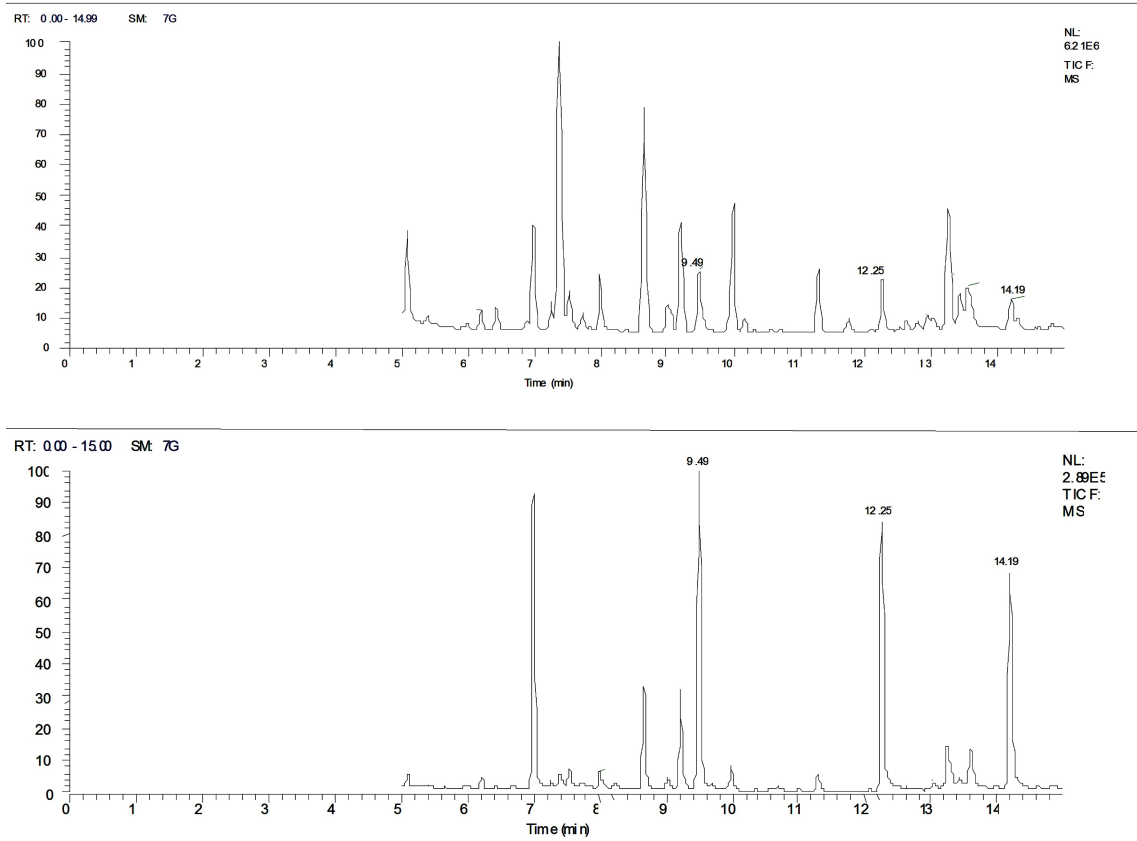 RT: 0.00 - 14.99 SM: 7G
NL:
6.21E6
TIC F:
MS
100
90
80
70
60
50
40
30
20
10
0
9.49
12.25
14.19
0 1 2 3 4 5 6 7 8 9 10 11 12 13 14
Time (min)
RT: 0.00 - 15.00 SM: 7G
NL:
2.89E5
TIC F:
MS
100
90
80
70
60
50
40
30
20
10
0
9.49
12.25
14.19
0 1 2 3 4 5 6 7 8 9 10 11 12 13 14
Time (min)